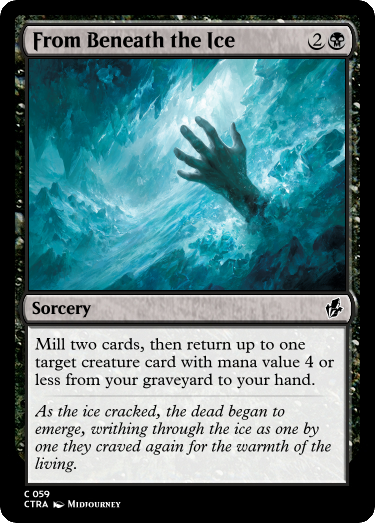 From Beneath the Ice 2
Sorcery
Mill two cards, then return up to one
target creature card with mana value 4 or
less from your graveyard to your hand.
As the ice cracked, the dead began to
emerge, writhing through the ice as one by
one they craved again for the warmth of the
living.
C 059
CTRA Midjourney